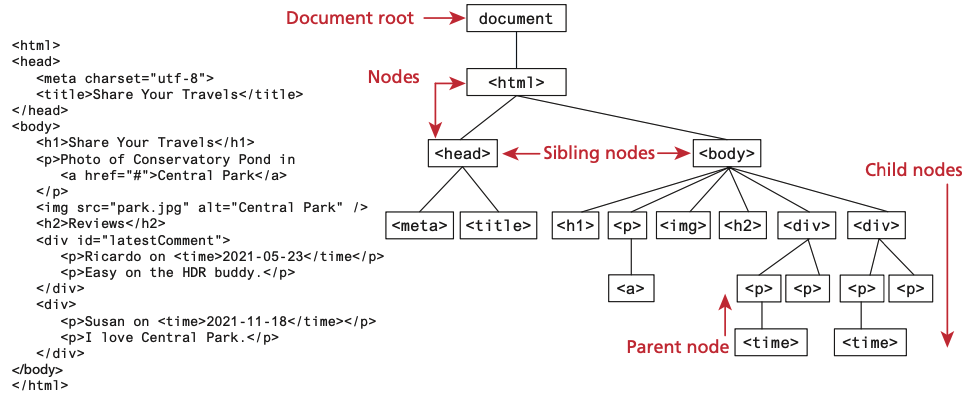 <html>
<head>
<meta charset="utf-8">
<title>Share Your Travels</title>
</head>
<body>
<h1>Share Your Travels</h1>
<p>Photo of Conservatory Pond in
<a href="#">Central Park</a>
</p>
<img src="park.jpg" alt="Central Park" />
<h2>Reviews</h2>
<div id="latestComment">
<p>Ricardo on <time>2021-05-23</time</p>
<p>Easy on the HDR buddy.</p>
</div>
<div>
<p>Susan on <time>2021-11-18</time></p>
<p>I love Central Park.</p>
</div>
</body>
</html>
Document root
document
Nodes
<html>
<head>
Sibling nodes
<body>
Child nodes
<meta>
<title>
<h1>
<p>
<img>
<h2>
<div>
<div>
<a>
<p>
<p>
<p>
<p>
Parent node
<time>
<time>